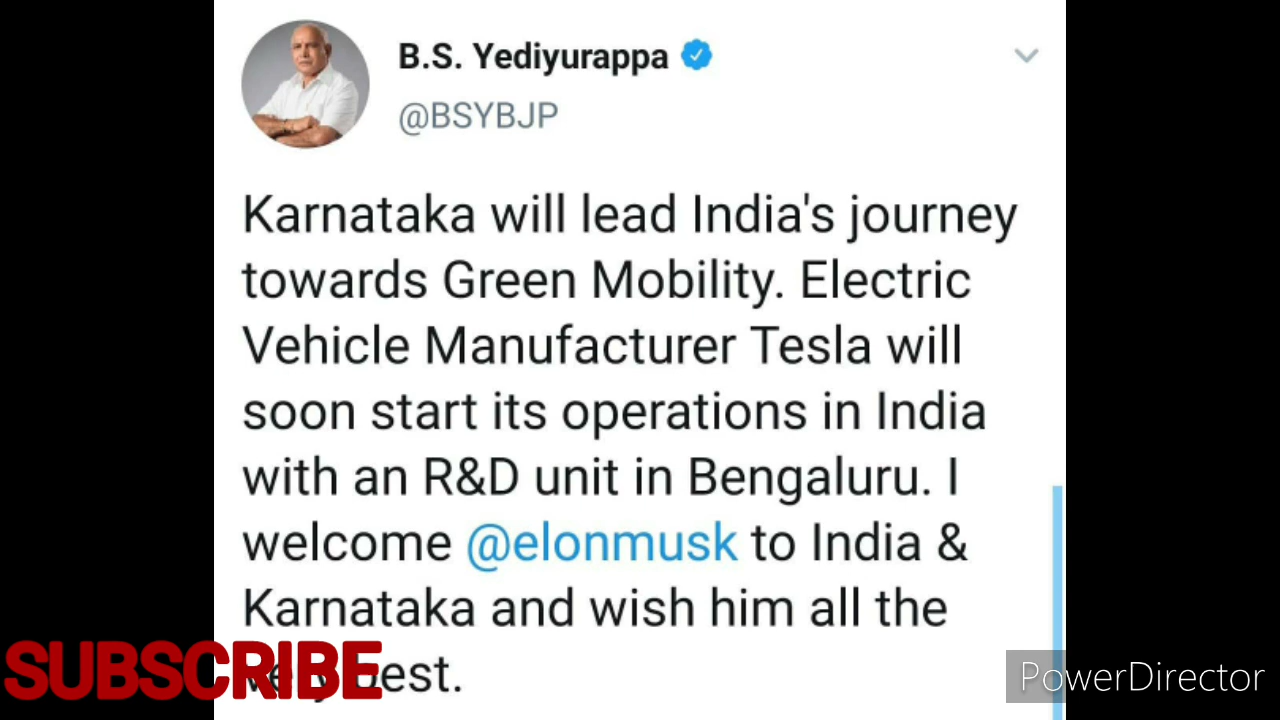 B.S. Yediyurappa
@BSYBJP
Karnataka will lead India's journey
towards Green Mobility. Electric
Vehicle Manufacturer Tesla will
soon start its operations in India
with an R&D unit in Bengaluru. I
welcome @elonmusk to India &
Karnataka and wish him all the
very best.
SUBSCRIBE
PowerDirector